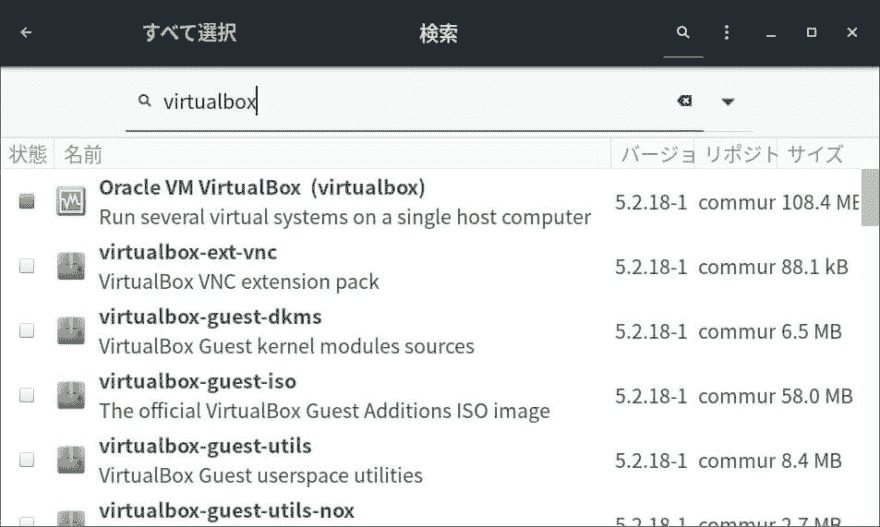 すべて選択 検索
virtualbox
状態 名前 バージョ リポジト サイズ
Oracle VM VirtualBox (virtualbox)
Run several virtual systems on a single host computer
5.2.18-1 commur 108.4 ME
virtualbox-ext-vnc
VirtualBox VNC extension pack
5.2.18-1 commur 88.1 kB
virtualbox-guest-dkms
VirtualBox Guest kernel modules sources
5.2.18-1 commur 6.5 MB
virtualbox-guest-iso
The official VirtualBox Guest Additions ISO image
5.2.18-1 commur 58.0 MB
virtualbox-guest-utils
VirtualBox Guest userspace utilities
5.2.18-1 commur 8.4 MB
virtualbox-guest-utils-nox
5.2.18-1 commur 2.7 MB